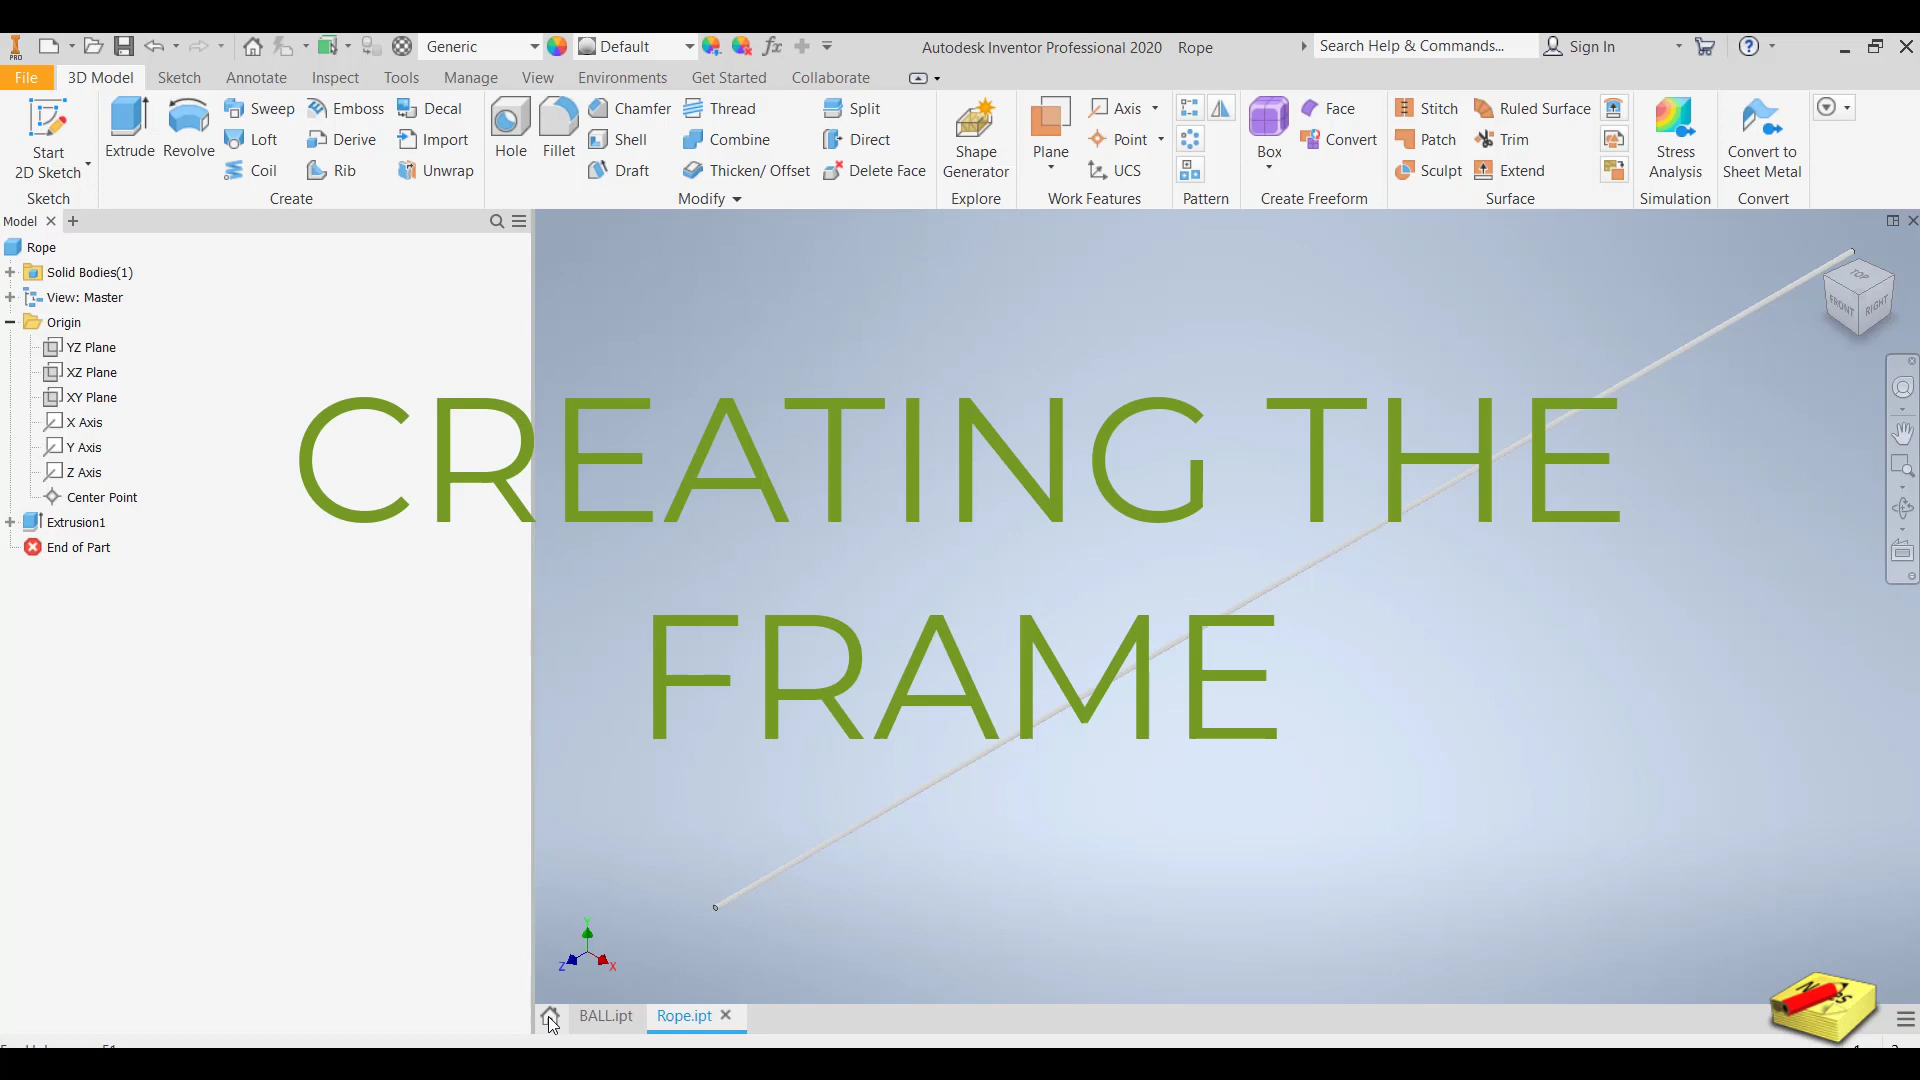 PRO
Generic
Default
Autodesk Inventor Professional 2020 Rope
Search Help & Commands...
Sign In
File
3D Model
Sketch
Annotate
Inspect
Tools
Manage
View
Environments
Get Started
Collaborate
Start
2D Sketch
Sketch
Extrude
Revolve
Sweep
Loft
Coil
Emboss
Derive
Rib
Decal
Import
Unwrap
Create
Hole
Fillet
Chamfer
Shell
Draft
Thread
Combine
Thicken/ Offset
Split
Direct
Delete Face
Modify
Shape
Generator
Explore
Plane
Axis
Point
UCS
Work Features
Pattern
Box
Face
Convert
Create Freeform
Stitch
Patch
Sculpt
Ruled Surface
Trim
Extend
Surface
Stress
Analysis
Simulation
Convert to
Sheet Metal
Convert
Model
Rope
Solid Bodies(1)
View: Master
Origin
YZ Plane
XZ Plane
XY Plane
X Axis
Y Axis
Z Axis
Center Point
Extrusion1
End of Part
TOP
FRONT
RIGHT
CREATING THE
FRAME
Y
Z
X
BALL.ipt
Rope.ipt